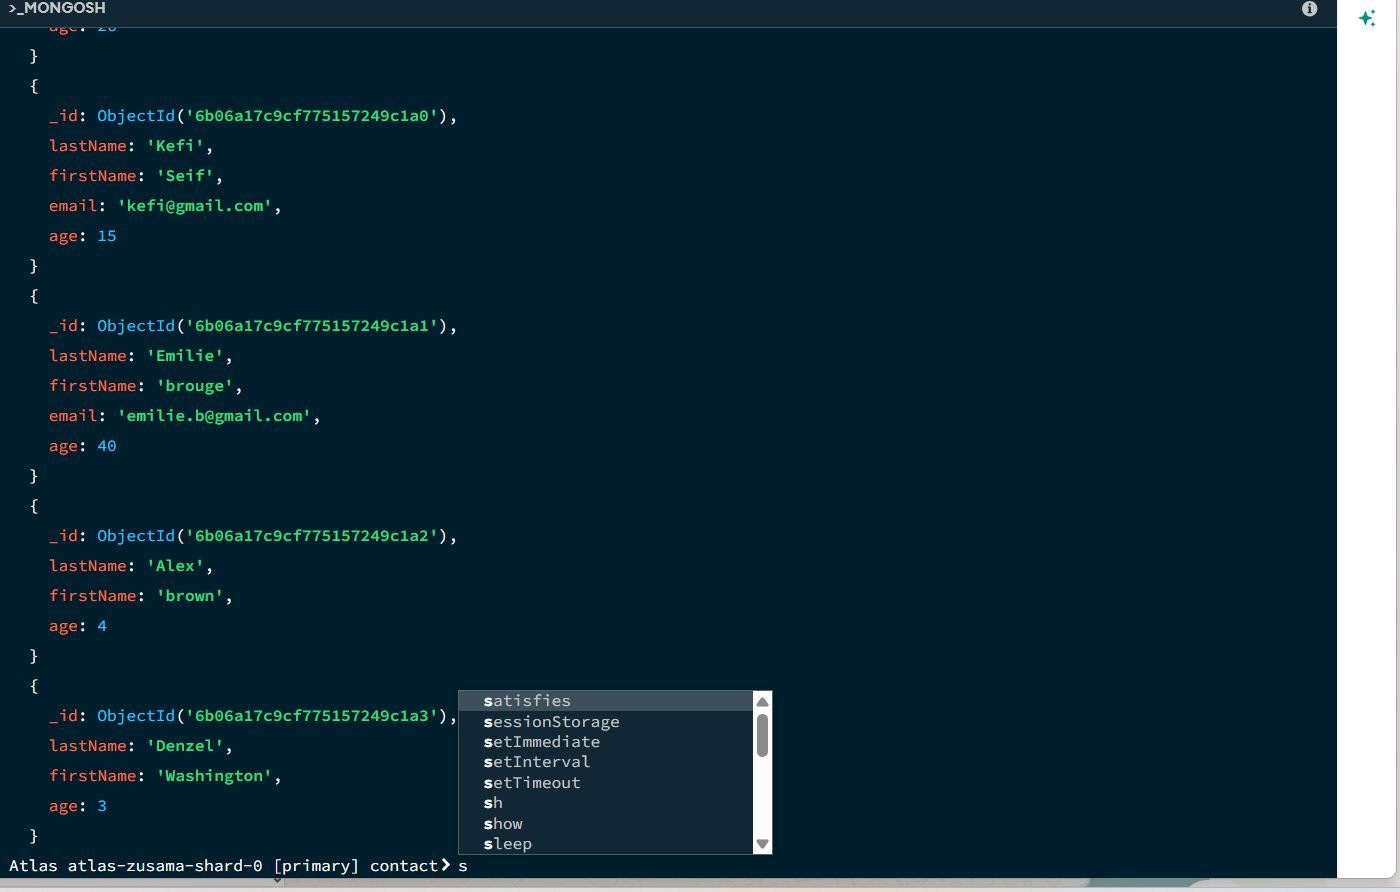 >_MONGOSH
age: 20
}
{
_id: ObjectId('6b06a17c9cf775157249c1a0'),
lastName: 'Kefi',
firstName: 'Seif',
email: 'kefi@gmail.com',
age: 15
}
{
_id: ObjectId('6b06a17c9cf775157249c1a1'),
lastName: 'Emilie',
firstName: 'brouge',
email: 'emilie.b@gmail.com',
age: 40
}
{
_id: ObjectId('6b06a17c9cf775157249c1a2'),
lastName: 'Alex',
firstName: 'brown',
age: 4
}
{
_id: ObjectId('6b06a17c9cf775157249c1a3'),
lastName: 'Denzel',
firstName: 'Washington',
age: 3
}
satisfies
sessionStorage
setImmediate
setInterval
setTimeout
sh
show
sleep
Atlas atlas-zusama-shard-0 [primary] contact> s